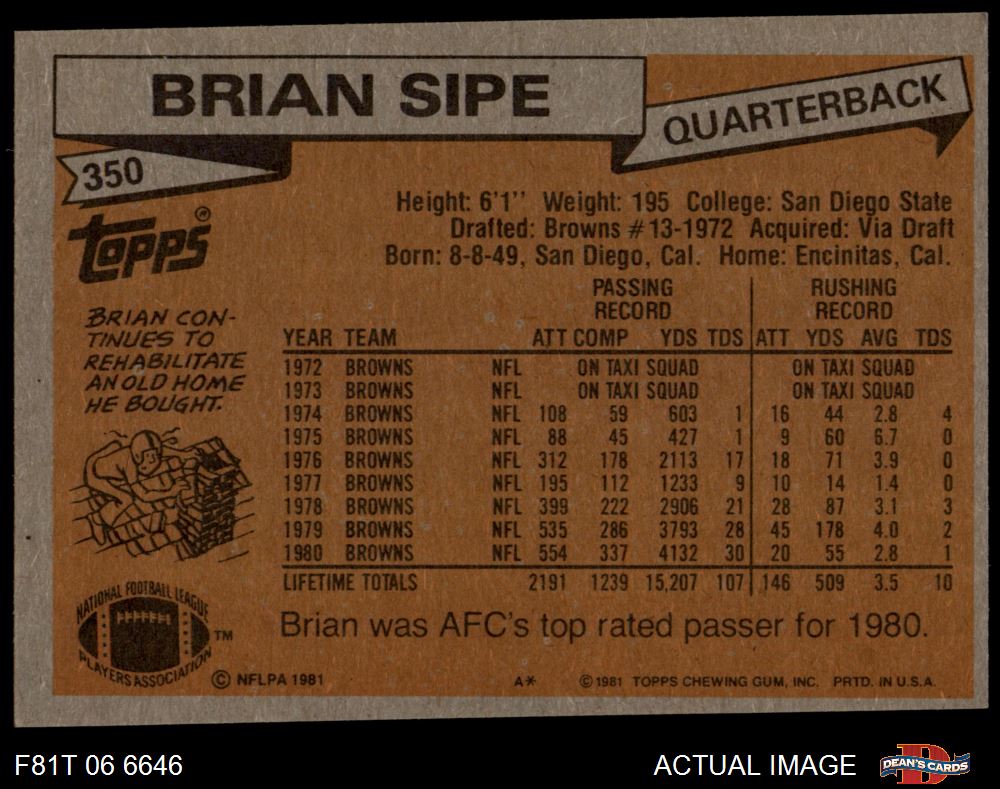 BRIAN SIPE
QUARTERBACK
350
topps®
Height: 6'1'' Weight: 195 College: San Diego State
Drafted: Browns #13-1972 Acquired: Via Draft
Born: 8-8-49, San Diego, Cal. Home: Encinitas, Cal.
BRIAN CON-
TINUES TO
REHABILITATE
AN OLD HOME
HE BOUGHT.
PASSING RECORD RUSHING RECORD
YEAR TEAM ATT COMP YDS TDS ATT YDS AVG TDS
1972 BROWNS NFL ON TAXI SQUAD ON TAXI SQUAD
1973 BROWNS NFL ON TAXI SQUAD ON TAXI SQUAD
1974 BROWNS NFL 108 59 603 1 16 44 2.8 4
1975 BROWNS NFL 88 45 427 1 9 60 6.7 0
1976 BROWNS NFL 312 178 2113 17 18 71 3.9 0
1977 BROWNS NFL 195 112 1233 9 10 14 1.4 0
1978 BROWNS NFL 399 222 2906 21 28 87 3.1 3
1979 BROWNS NFL 535 286 3793 28 45 178 4.0 2
1980 BROWNS NFL 554 337 4132 30 20 55 2.8 1
LIFETIME TOTALS 2191 1239 15,207 107 146 509 3.5 10
Brian was AFC's top rated passer for 1980.
NATIONAL FOOTBALL LEAGUE
PLAYERS ASSOCIATION
TM
© NFLPA 1981 A* © 1981 TOPPS CHEWING GUM, INC. PRTD. IN U.S.A.
F81T 06 6646 ACTUAL IMAGE
D
DEAN'S CARDS